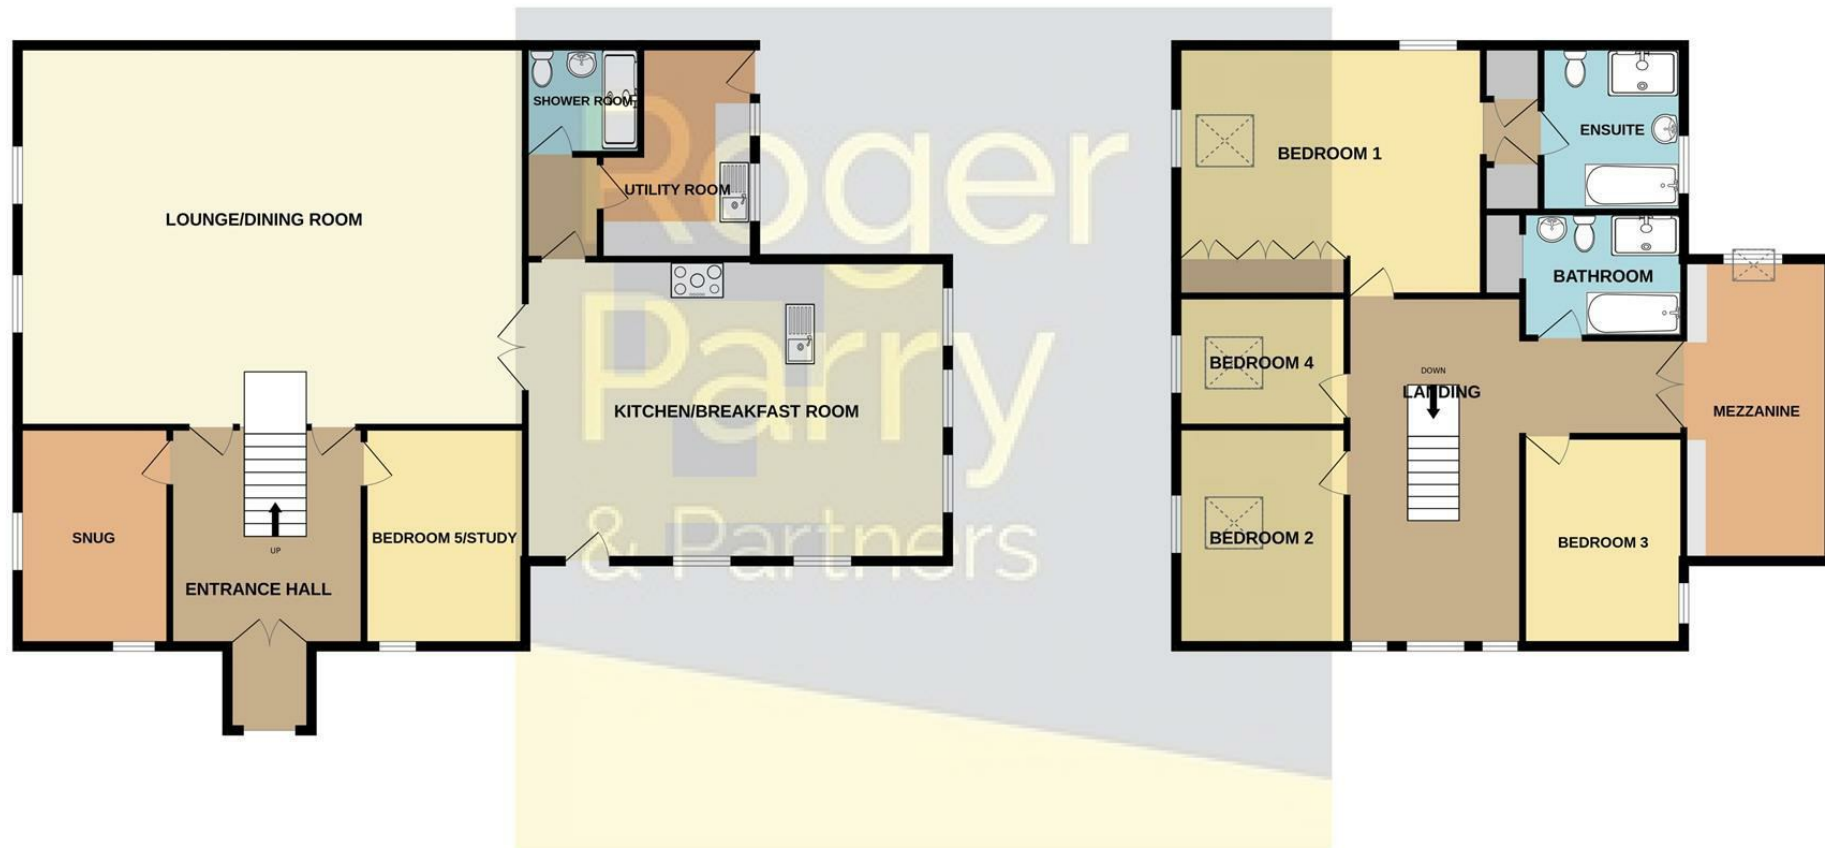 SHOWER ROOM
UTILITY ROOM
LOUNGE/DINING ROOM
KITCHEN/BREAKFAST ROOM
SNUG
UP
ENTRANCE HALL
BEDROOM 5/STUDY
Roger
Parry
& Partners
BEDROOM 1
ENSUITE
BATHROOM
BEDROOM 4
DOWN
LANDING
MEZZANINE
BEDROOM 2
BEDROOM 3